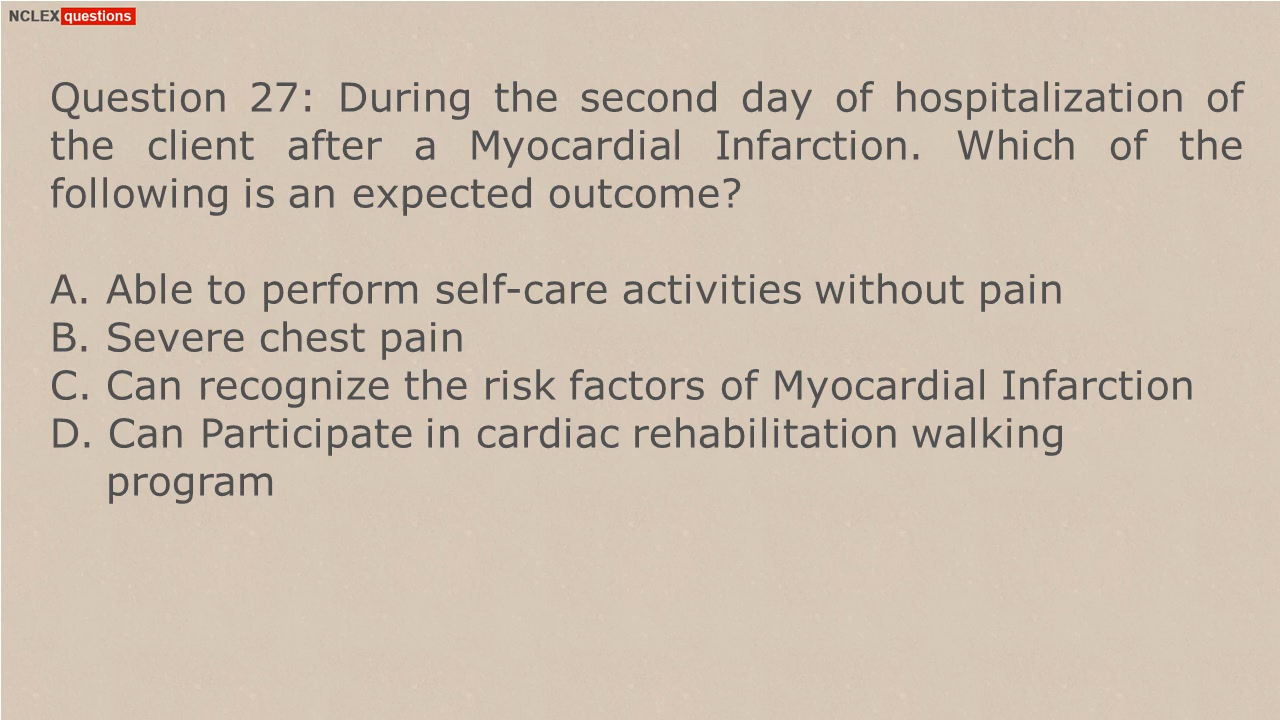 NCLEX questions
Question 27: During the second day of hospitalization of
the client after a Myocardial Infarction. Which of the
following is an expected outcome?
A. Able to perform self-care activities without pain
B. Severe chest pain
C. Can recognize the risk factors of Myocardial Infarction
D. Can Participate in cardiac rehabilitation walking
program